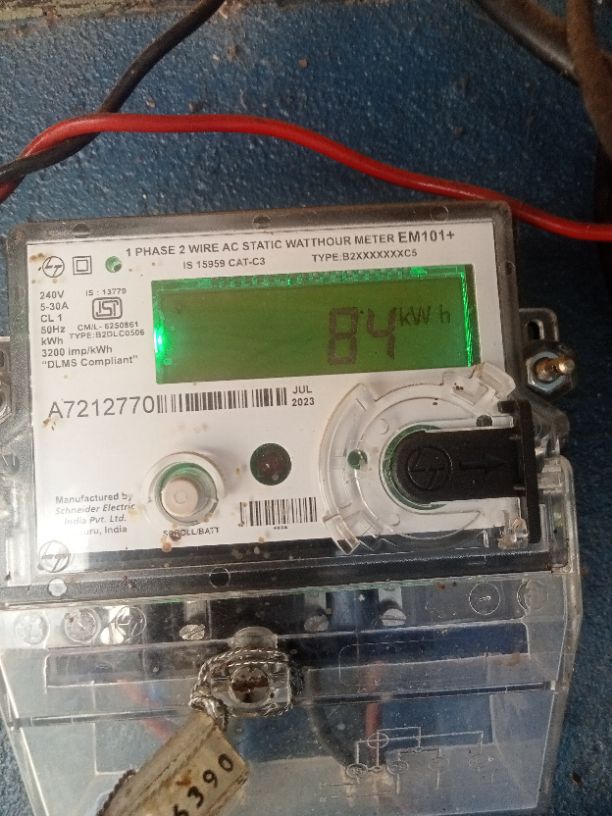 1 PHASE 2 WIRE AC STATIC WATTHOUR METER EM101+
IS 15959 CAT-C3 TYPE:B2XXXXXXXC5
240V
5-30A
CL 1
50Hz
kWh
3200 imp/kWh
"DLMS Compliant"
IS : 13779
ISI
CM/L- 6250861
TYPE:B2DLC0506
84 kWh
A7212770
JUL
2023
Manufactured by
Schneider Electric
India Pvt. Ltd.
India
SCROLL/BATT
6390